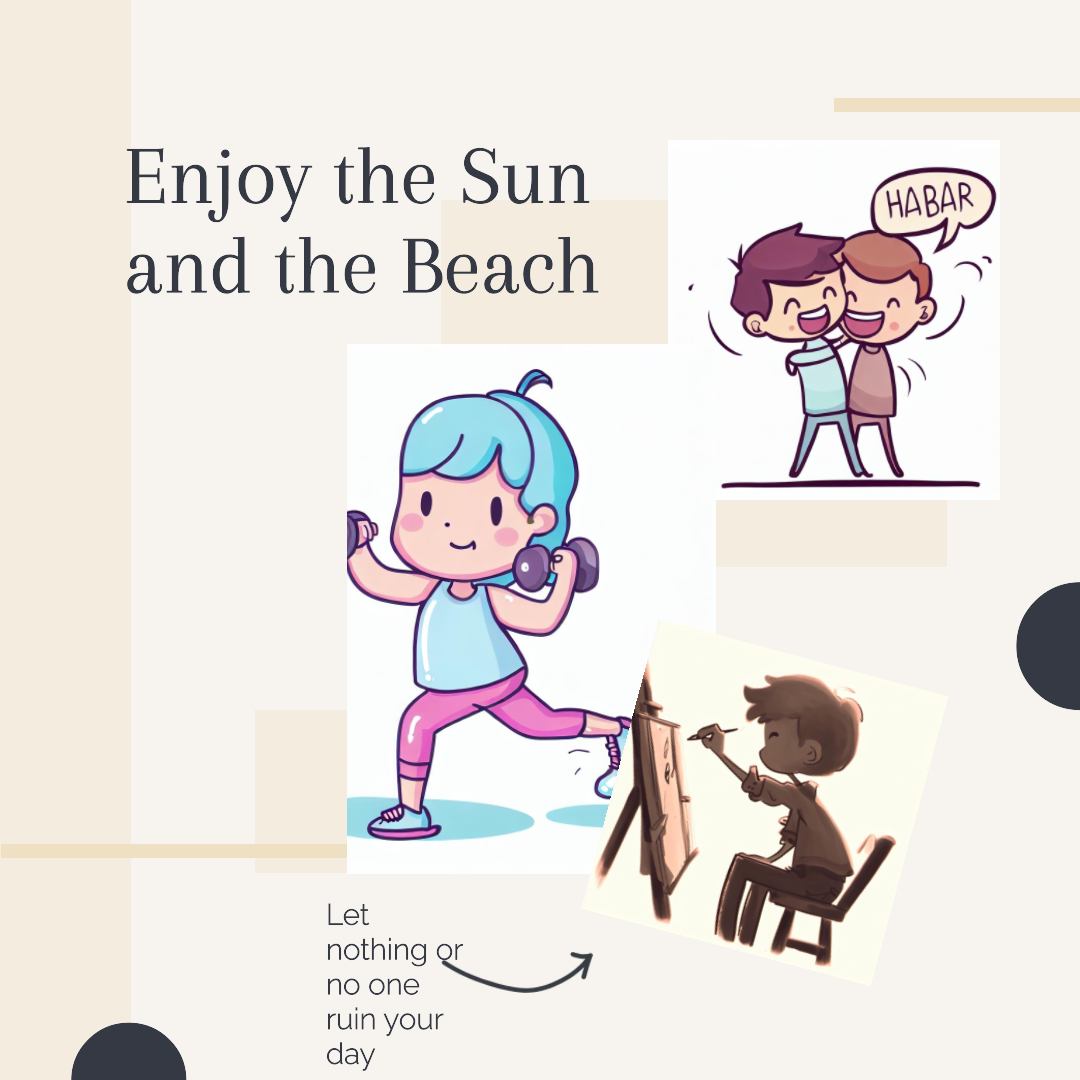 Enjoy the Sun
and the Beach
HABAR
Let
nothing or
no one
ruin your
day